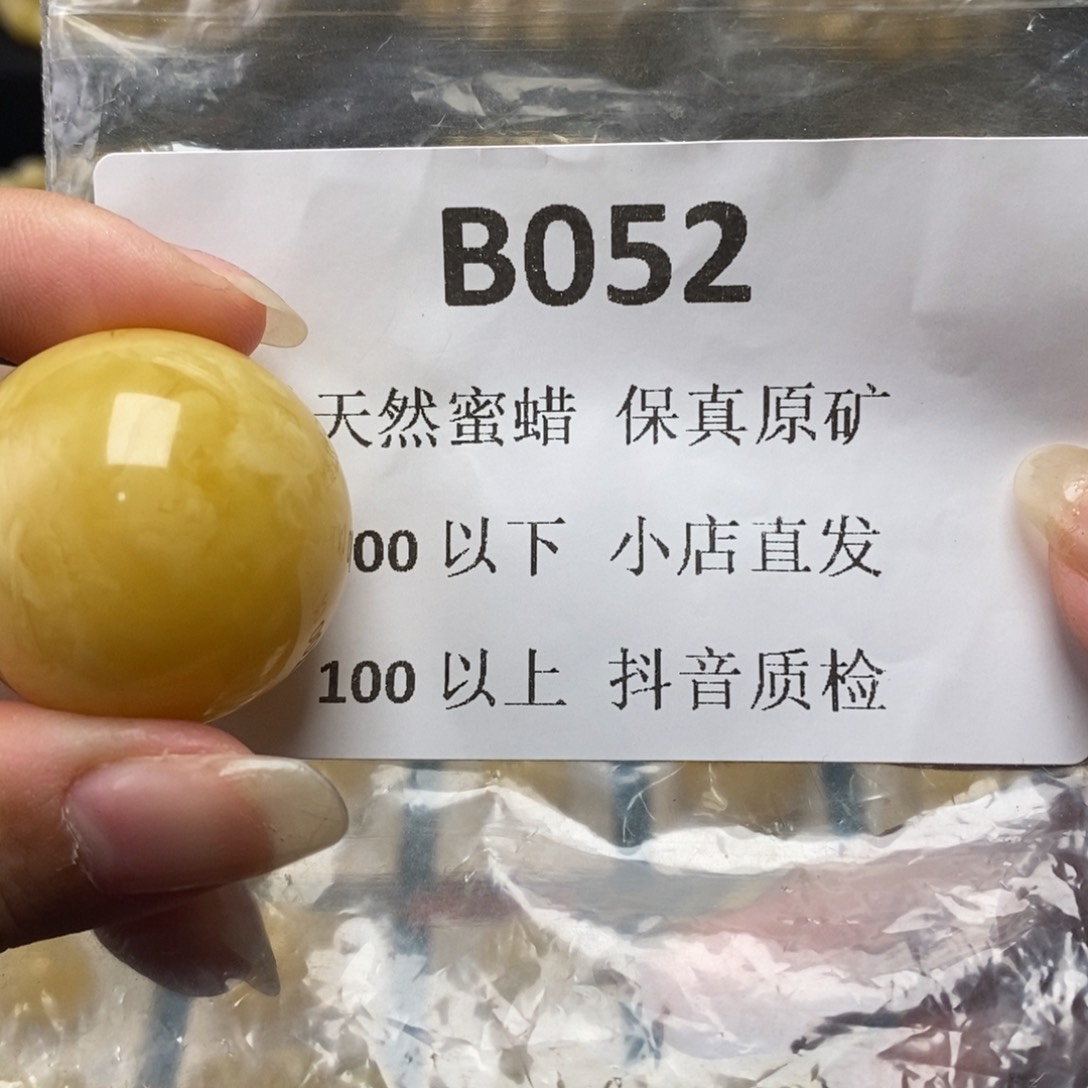 B052
天然蜜蜡 保真原矿
00 以下 小店直发
100 以上 抖音质检